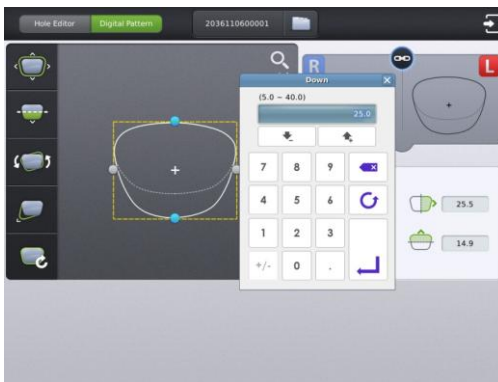 Hole Editor
Digital Pattern
2036110600001
R
L
Down
(5.0 ~ 40.0)
25.0
7 8 9
4 5 6
1 2 3
+/- 0 .
25.5
14.9